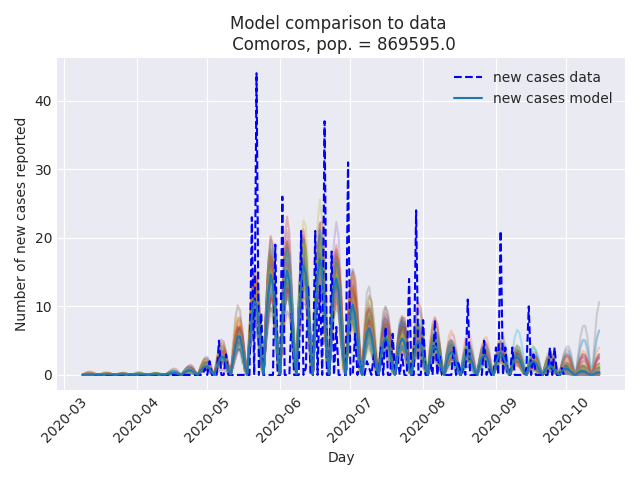 Model comparison to data
Comoros, pop. = 869595.0
new cases data
new cases model
Number of new cases reported
40
30
20
10
0
2020-03
2020-04
2020-05
2020-06
2020-07
2020-08
2020-09
2020-10
Day